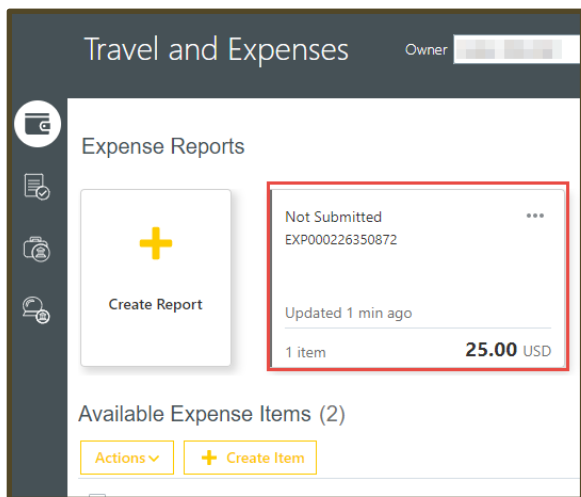 Travel and Expenses
Owner
Expense Reports
Create Report
Not Submitted
EXP000226350872
Updated 1 min ago
1 item 25.00 USD
Available Expense Items (2)
Actions
Create Item